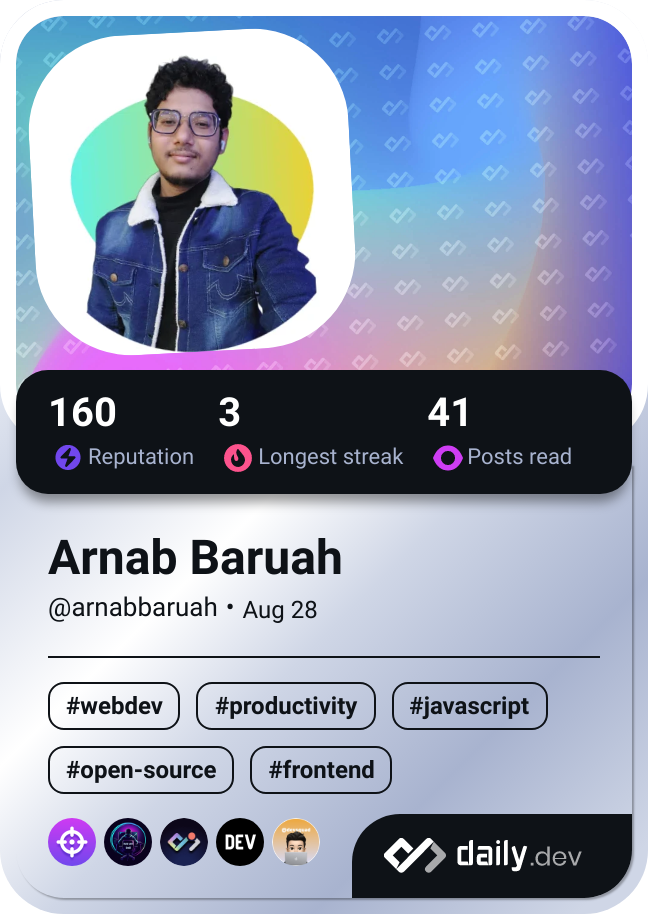 160 3 41
Reputation Longest streak Posts read
Arnab Baruah
@arnabbaruah • Aug 28
#webdev #productivity #javascript
#open-source #frontend
DEV
daily.dev